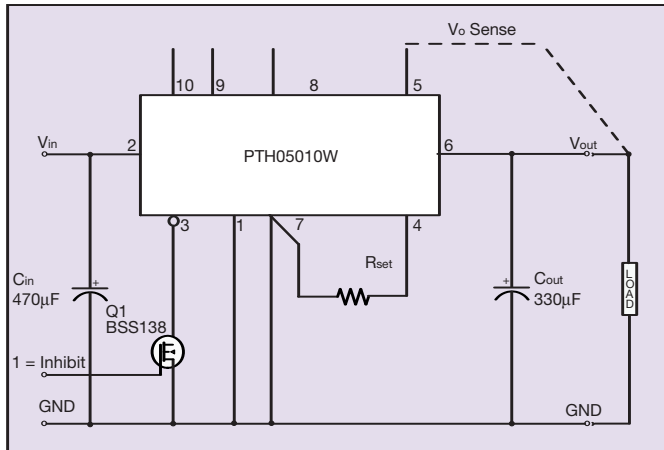 Vo Sense
10
9
8
5
Vin
2
PTH05010W
6
Vout
3
1
7
4
Rset
Cin
470µF
+
Q1
BSS138
+
Cout
330µF
LOAD
1 = Inhibit
GND
GND